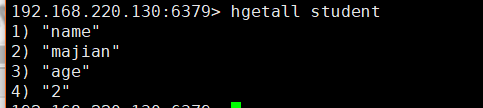 192.168.220.130:6379> hgetall student
1) "name"
2) "majian"
3) "age"
4) "2"